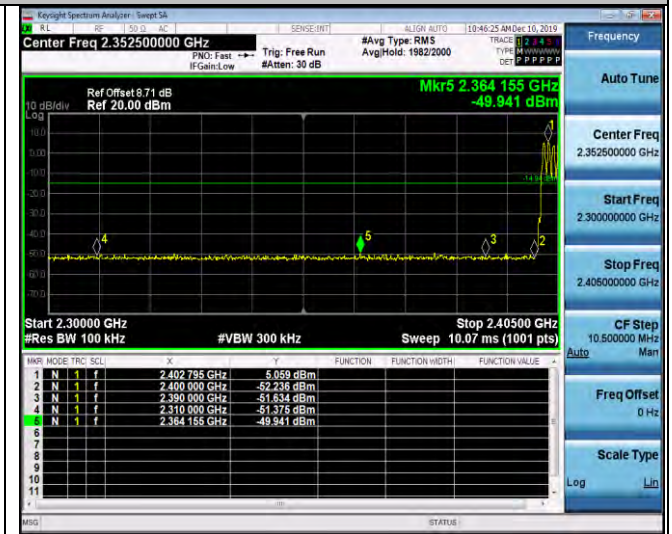 Keysight Spectrum Analyzer - Swept SA
RL RF 50 Ω AC SENSE:INT ALIGN AUTO 10:46:25 AM Dec 10, 2019
Center Freq 2.352500000 GHz
PNO: Fast
IFGain:Low
Trig: Free Run
#Atten: 30 dB
#Avg Type: RMS
Avg|Hold: 1982/2000
TRACE 1 2 3 4 5 6
TYPE MWWWWW
DET P P P P P P
Ref Offset 8.71 dB
Ref 20.00 dBm
10 dB/div
Log
Mkr5 2.364 155 GHz
-49.941 dBm
10.0
0.00
-10.0
-20.0
-30.0
-40.0
-50.0
-60.0
-70.0
1
4
5
3
2
Start 2.30000 GHz
Stop 2.40500 GHz
#Res BW 100 kHz #VBW 300 kHz Sweep 10.07 ms (1001 pts)
MKR MODE TRC SCL X Y FUNCTION FUNCTION WIDTH FUNCTION VALUE
1 N 1 f 2.402 795 GHz 5.059 dBm
2 N 1 f 2.400 000 GHz -52.236 dBm
3 N 1 f 2.390 000 GHz -51.634 dBm
4 N 1 f 2.310 000 GHz -51.375 dBm
5 N 1 f 2.364 155 GHz -49.941 dBm
6
7
8
9
10
11
MSG
STATUS
Frequency
Auto Tune
Center Freq
2.352500000 GHz
Start Freq
2.300000000 GHz
Stop Freq
2.405000000 GHz
CF Step
10.500000 MHz
Auto Man
Freq Offset
0 Hz
Scale Type
Log Lin